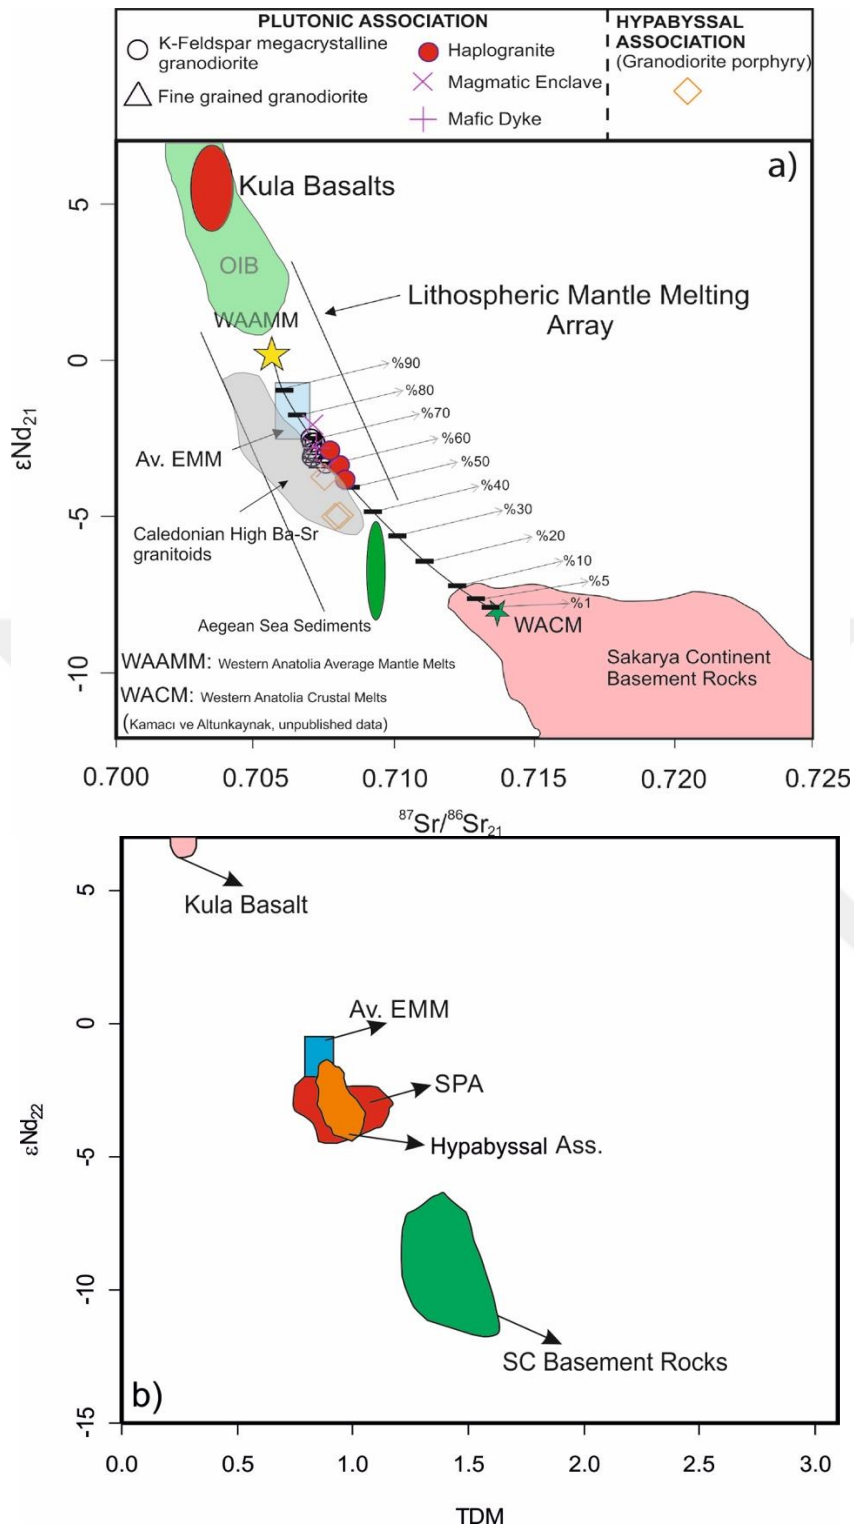 PLUTONIC ASSOCIATION
K-Feldspar megacrystalline
granodiorite
Fine grained granodiorite
Haplogranite
Magmatic Enclave
Mafic Dyke
HYPABYSSAL
ASSOCIATION
(Granodiorite porphyry)
a)
Kula Basalts
OIB
WAAMM
Lithospheric Mantle Melting
Array
%90
%80
%70
%60
%50
%40
%30
%20
%10
%5
%1
Av. EMM
Caledonian High Ba-Sr
granitoids
Aegean Sea Sediments
WACM
Sakarya Continent
Basement Rocks
WAAMM: Western Anatolia Average Mantle Melts
WACM: Western Anatolia Crustal Melts
(Kamacı ve Altunkaynak, unpublished data)
5
0
-5
-10
εNd21
0.700 0.705 0.710 0.715 0.720 0.725
87Sr/86Sr21
Kula Basalt
Av. EMM
SPA
Hypabyssal Ass.
SC Basement Rocks
b)
5
0
-5
-10
-15
εNd22
0.0 0.5 1.0 1.5 2.0 2.5 3.0
TDM